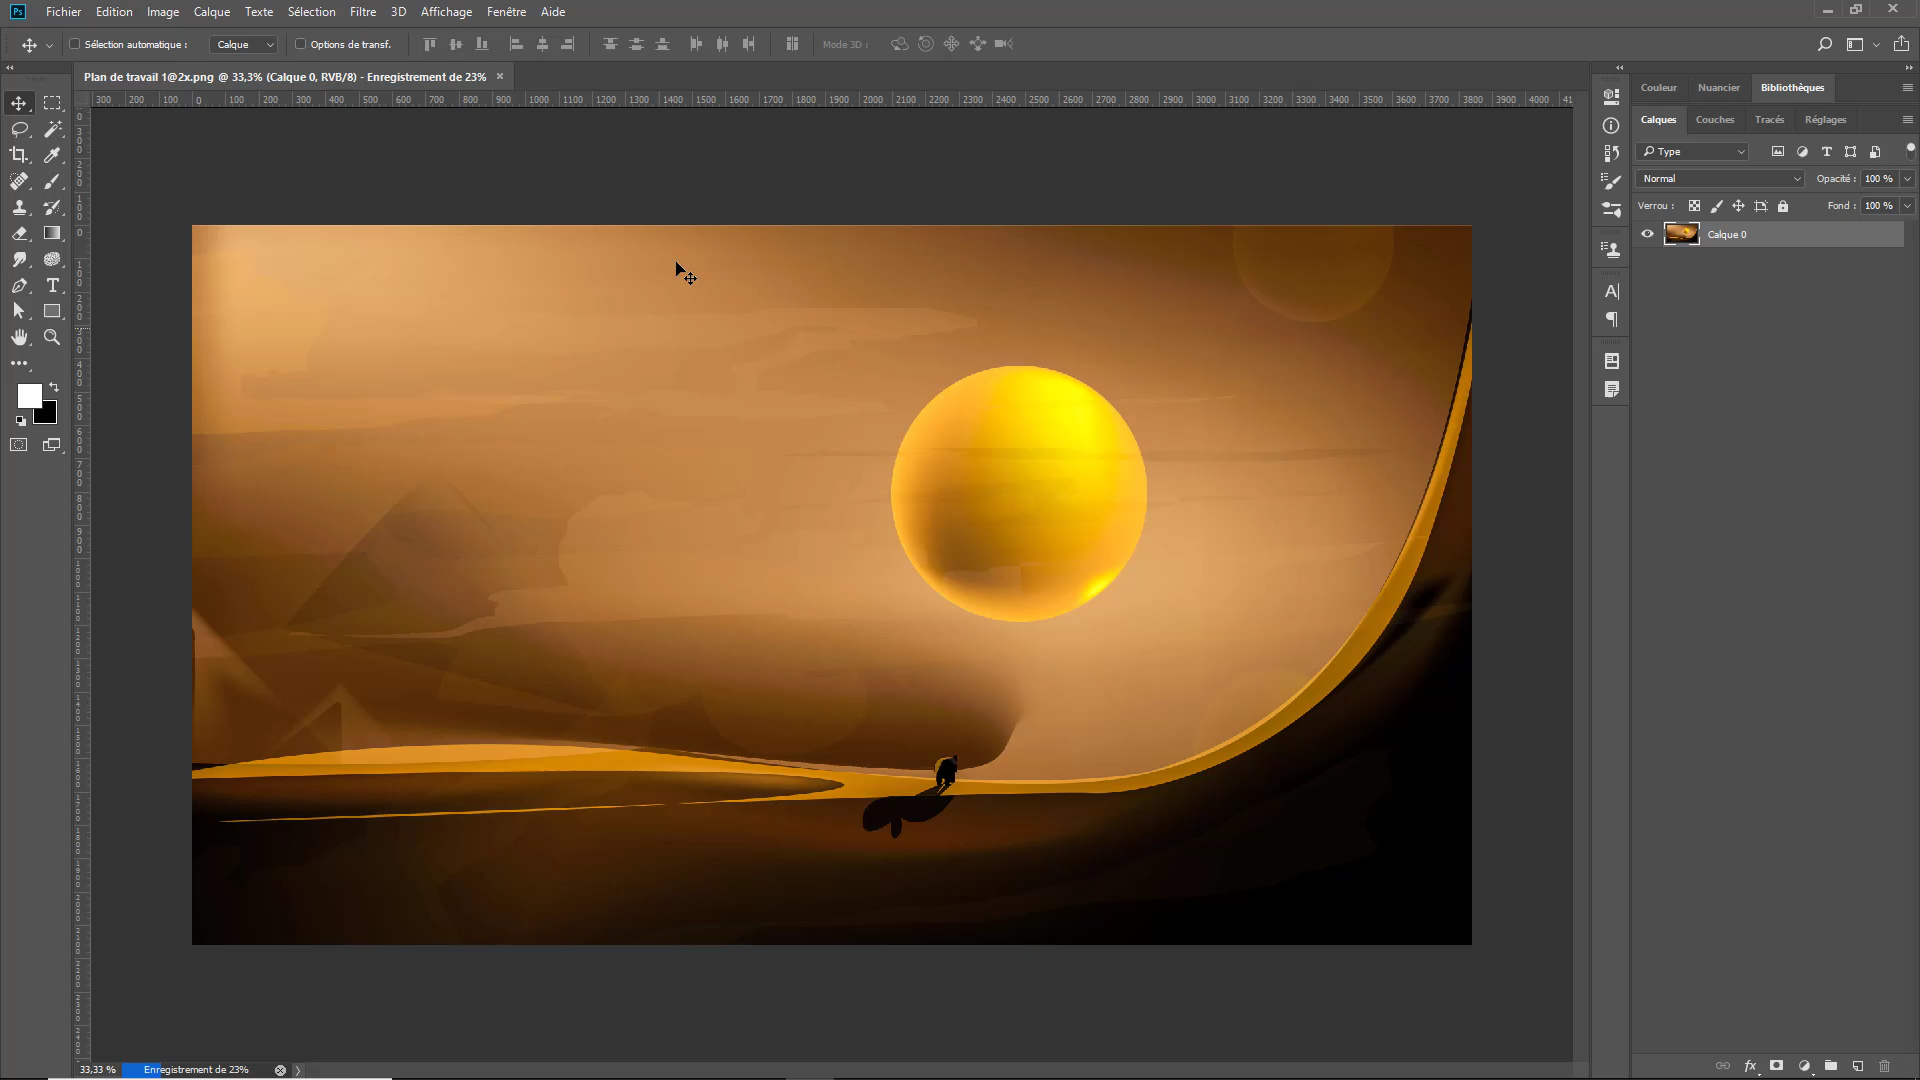 Ps Fichier Edition Image Calque Texte Sélection Filtre 3D Affichage Fenêtre Aide
Sélection automatique : Calque Options de transf. Mode 3D :
Plan de travail 1@2x.png @ 33,3% (Calque 0, RVB/8) - Enregistrement de 23% ×
300 200 100 0 100 200 300 400 500 600 700 800 900 1000 1100 1200 1300 1400 1500 1600 1700 1800 1900 2000 2100 2200 2300 2400 2500 2600 2700 2800 2900 3000 3100 3200 3300 3400 3500 3600 3700 3800 3900 4000 41
Couleur Nuancier Bibliothèques
Calques Couches Tracés Réglages
Type
Normal Opacité : 100 %
Verrou : Fond : 100 %
Calque 0
33,33 % Enregistrement de 23%